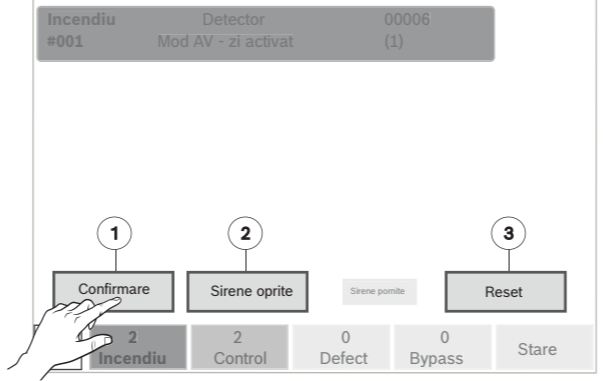 Incendiu Detector 00006
#001 Mod AV - zi activat (1)
1 2 3
Confirmare Sirene oprite Sirene pornite Reset
2 2 0 0
Incendiu Control Defect Bypass Stare